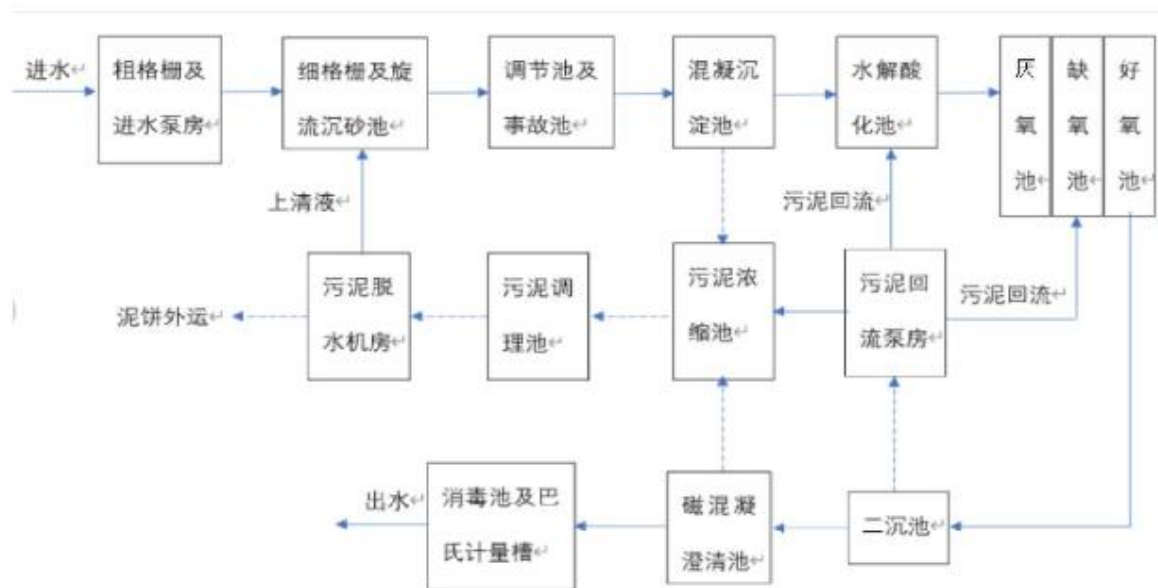 进水
粗格栅及
进水泵房
细格栅及旋
流沉砂池
调节池及
事故池
混凝沉
淀池
水解酸
化池
厌
氧
池
缺
氧
池
好
氧
池
上清液
污泥回流
泥饼外运
污泥脱
水机房
污泥调
理池
污泥浓
缩池
污泥回
流泵房
污泥回流
出水
消毒池及巴
氏计量槽
磁混凝
澄清池
二沉池